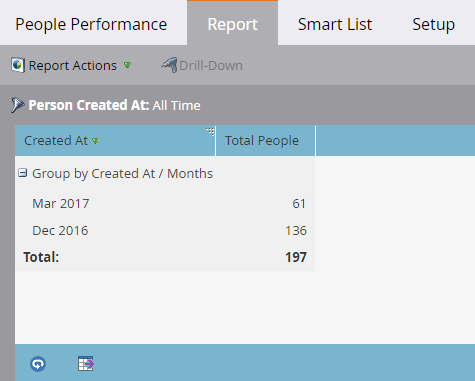 People Performance Report Smart List Setup
Report Actions Drill-Down
Person Created At: All Time
Created At Total People
Group by Created At / Months
Mar 2017 61
Dec 2016 136
Total: 197